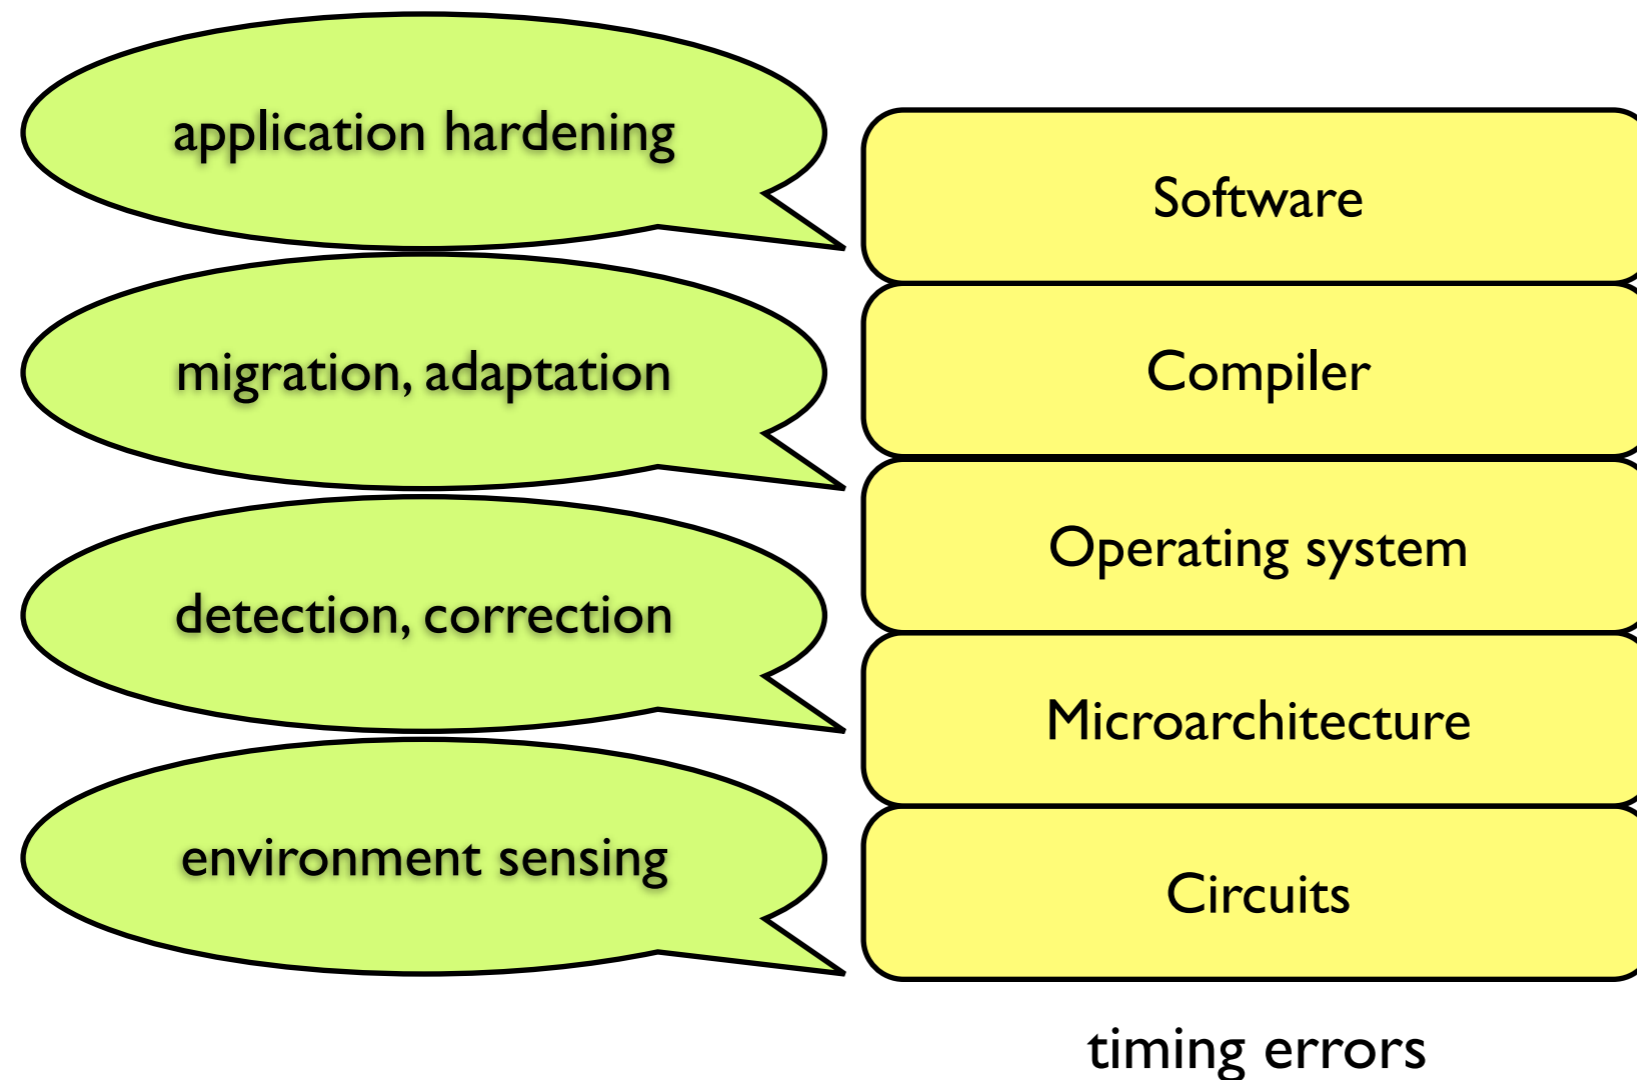 application hardening
Software
migration, adaptation
Compiler
Operating system
detection, correction
Microarchitecture
environment sensing
Circuits
timing errors